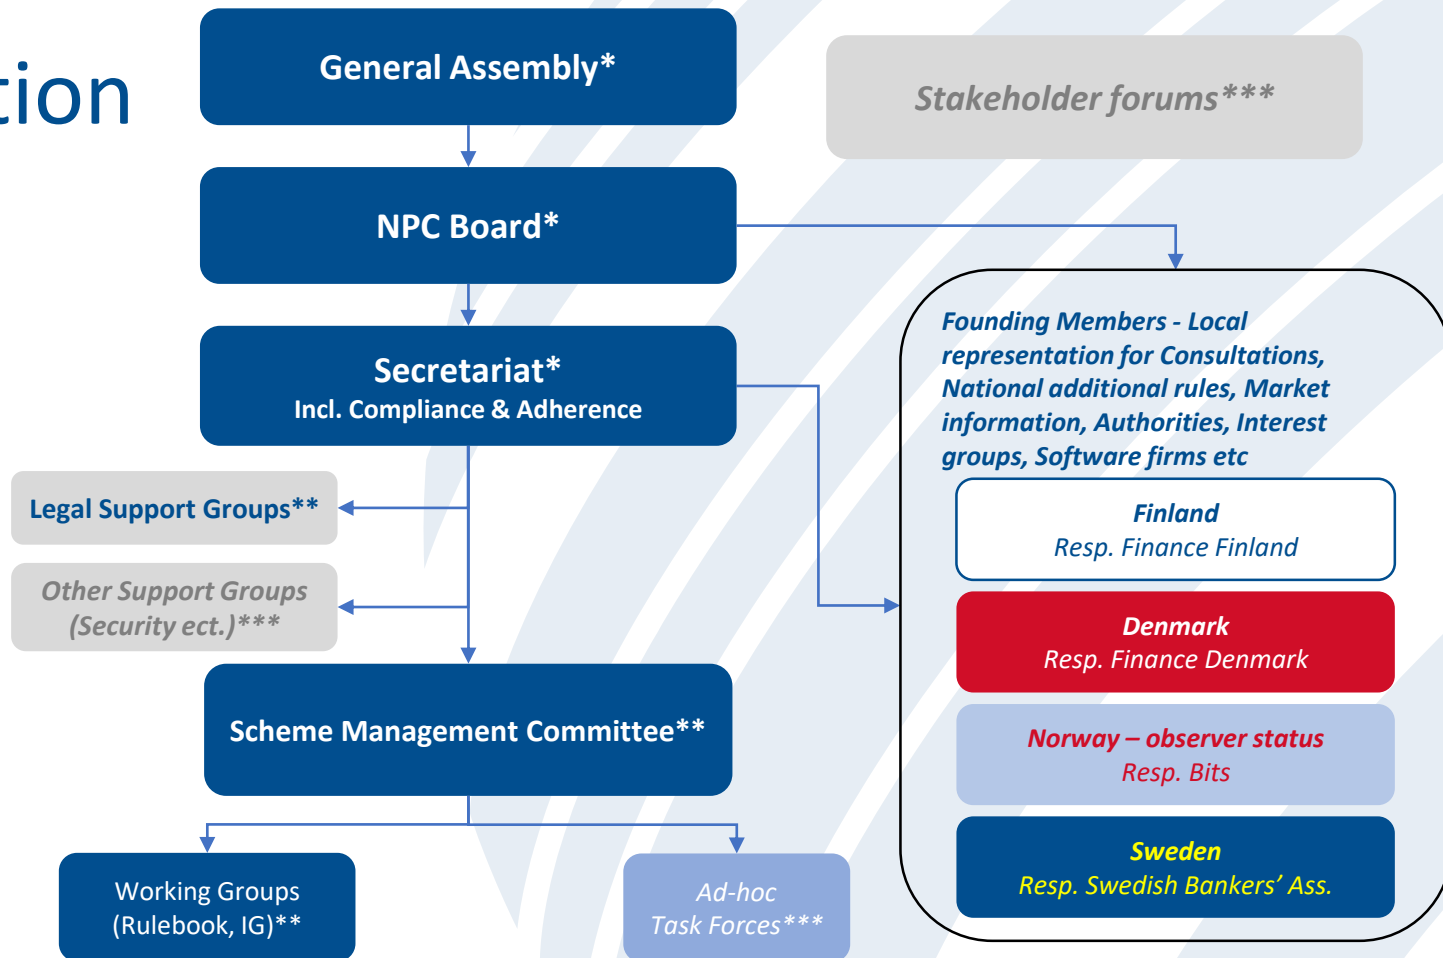 tion
General Assembly*
Stakeholder forums***
NPC Board*
Secretariat*
Incl. Compliance & Adherence
Legal Support Groups**
Other Support Groups
(Security ect.)***
Scheme Management Committee**
Working Groups
(Rulebook, IG)**
Ad-hoc
Task Forces***
Founding Members - Local
representation for Consultations,
National additional rules, Market
information, Authorities, Interest
groups, Software firms etc
Finland
Resp. Finance Finland
Denmark
Resp. Finance Denmark
Norway – observer status
Resp. Bits
Sweden
Resp. Swedish Bankers’ Ass.